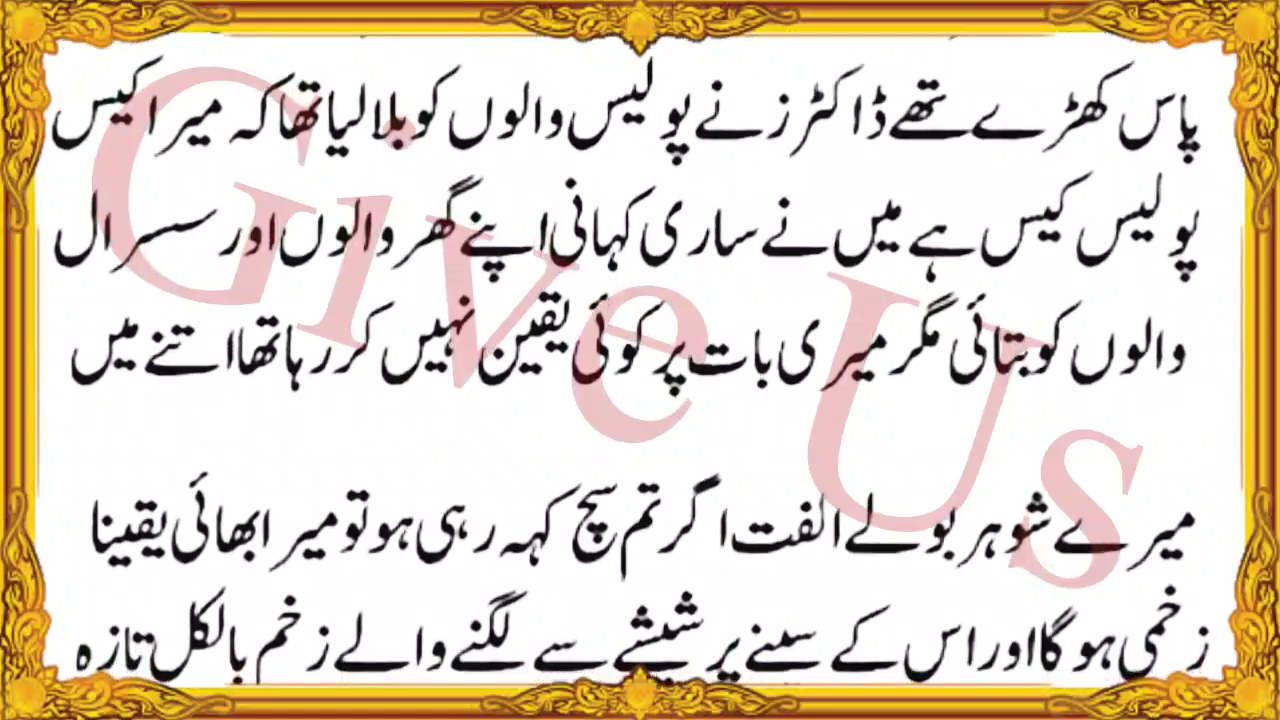 پاس کھڑے تھے ڈاکٹرز نے پولیس والوں کو بلا لیا تھا کہ میرا کیس
پولیس کیس ہے میں نے ساری کہانی اپنے گھر والوں اور سسرال
والوں کو بتائی مگر میری بات پر کوئی یقین نہیں کر رہا تھا اتنے میں
میرے شوہر بولے الفت اگر تم سچ کہہ رہی ہو تو میرا بھائی یقینا
زخمی ہو گا اور اس کے سینے پر شیشے سے لگنے والے زخم بالکل تازہ
Give Us